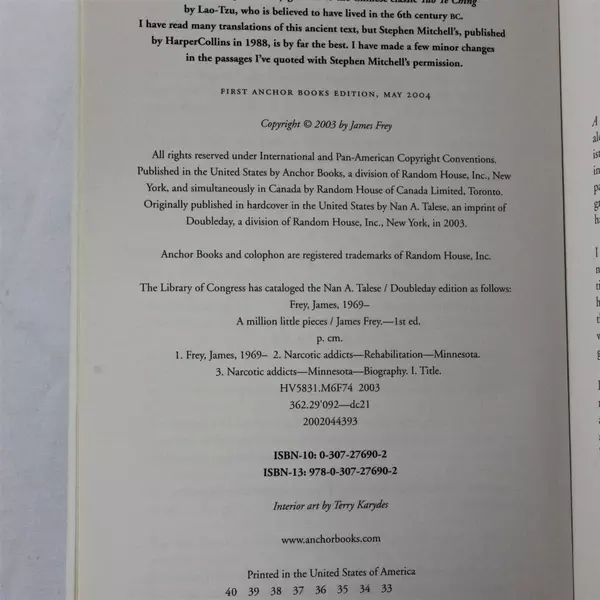 the Chinese classic Tao Te Ching
by Lao-Tzu, who is believed to have lived in the 6th century BC.
I have read many translations of this ancient text, but Stephen Mitchell's, published
by HarperCollins in 1988, is by far the best. I have made a few minor changes
in the passages I've quoted with Stephen Mitchell's permission.
FIRST ANCHOR BOOKS EDITION, MAY 2004
Copyright © 2003 by James Frey
All rights reserved under International and Pan-American Copyright Conventions.
Published in the United States by Anchor Books, a division of Random House, Inc., New
York, and simultaneously in Canada by Random House of Canada Limited, Toronto.
Originally published in hardcover in the United States by Nan A. Talese, an imprint of
Doubleday, a division of Random House, Inc., New York, in 2003.
Anchor Books and colophon are registered trademarks of Random House, Inc.
The Library of Congress has cataloged the Nan A. Talese / Doubleday edition as follows:
Frey, James, 1969–
A million little pieces / James Frey.—1st ed.
p. cm.
1. Frey, James, 1969– 2. Narcotic addicts—Rehabilitation—Minnesota.
3. Narcotic addicts—Minnesota—Biography. I. Title.
HV5831.M6F74 2003
362.29'092—dc21
2002044393
ISBN-10: 0-307-27690-2
ISBN-13: 978-0-307-27690-2
Interior art by Terry Karydes
www.anchorbooks.com
Printed in the United States of America
40 39 38 37 36 35 34 33